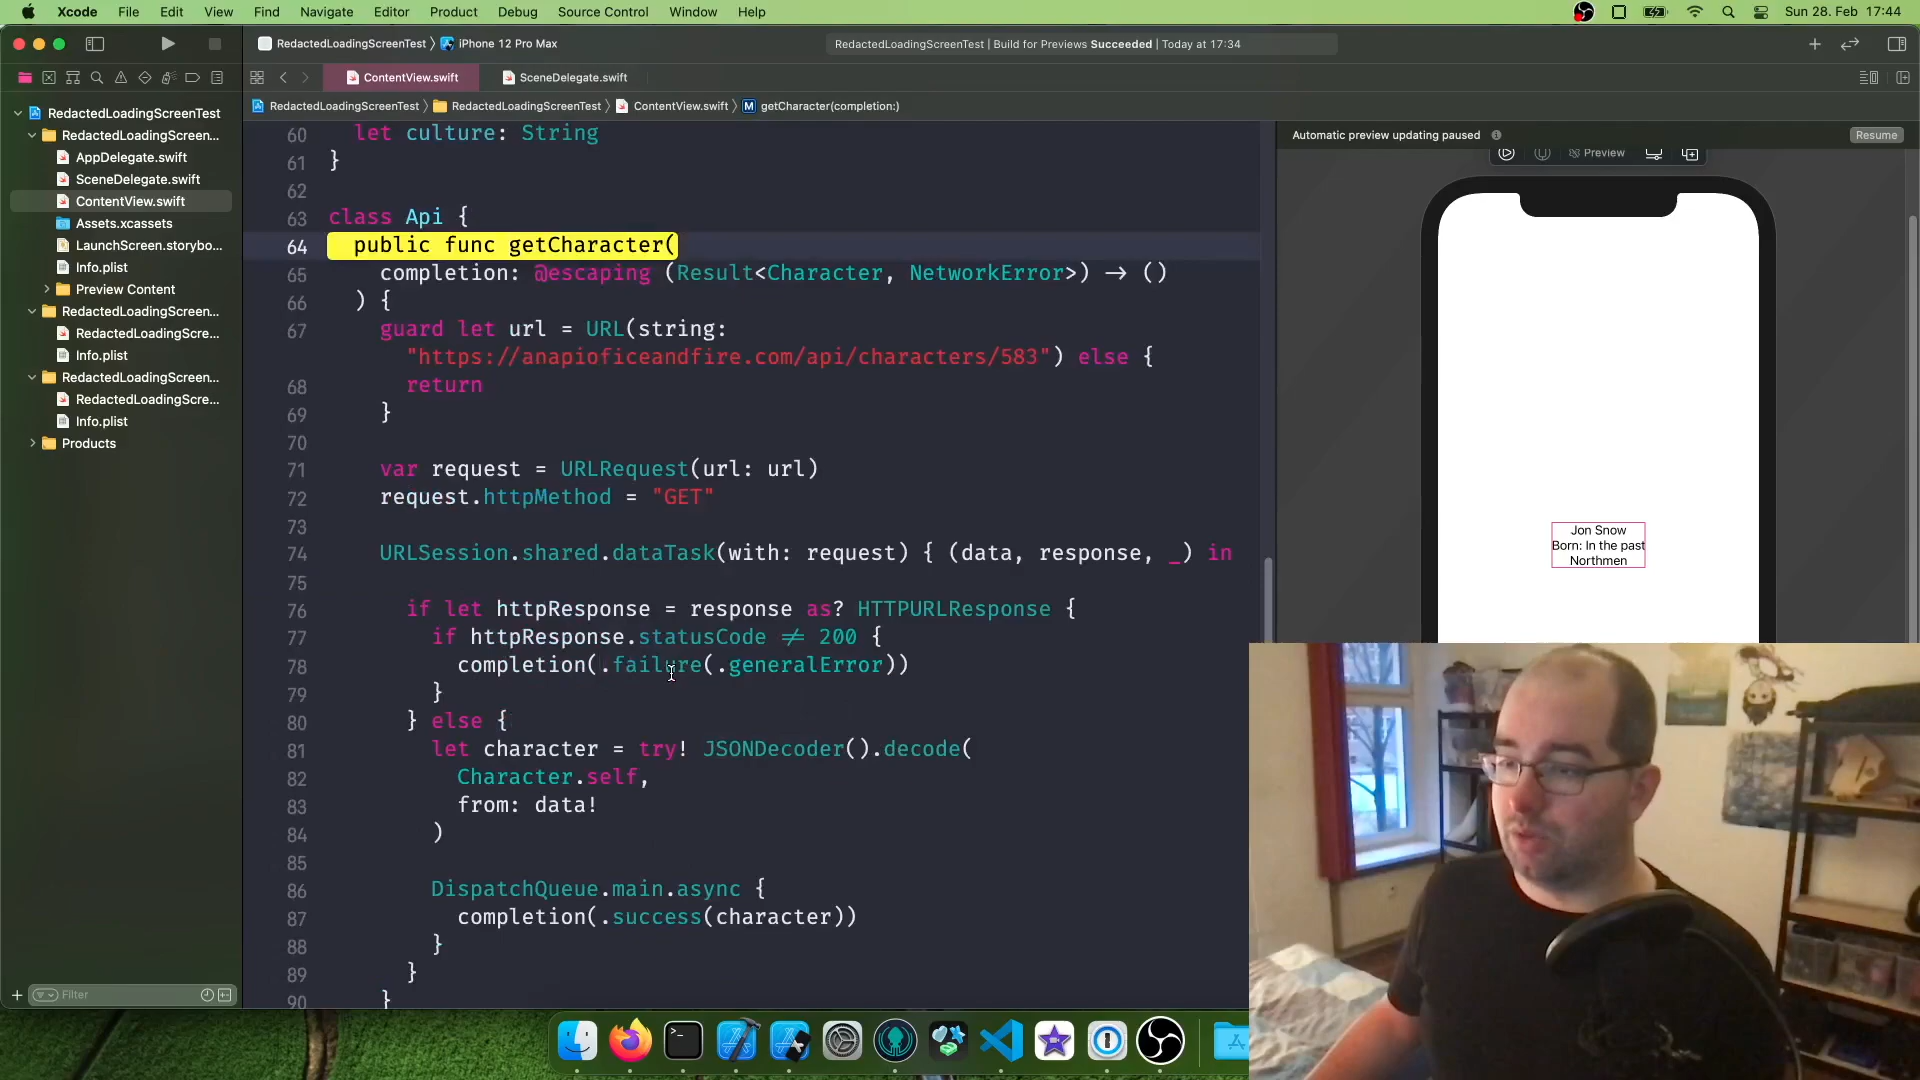 Xcode File Edit View Find Navigate Editor Product Debug Source Control Window Help Sun 28. Feb 17:44
RedactedLoadingScreenTest iPhone 12 Pro Max RedactedLoadingScreenTest | Build for Previews Succeeded | Today at 17:34
ContentView.swift SceneDelegate.swift
RedactedLoadingScreenTest RedactedLoadingScreenTest ContentView.swift M getCharacter(completion:)
RedactedLoadingScreenTest
RedactedLoadingScreen...
AppDelegate.swift
SceneDelegate.swift
ContentView.swift
Assets.xcassets
LaunchScreen.storybo...
Info.plist
Preview Content
RedactedLoadingScreen...
RedactedLoadingScre...
Info.plist
RedactedLoadingScreen...
RedactedLoadingScre...
Info.plist
Products
Filter
60 let culture: String
61 }
62
63 class Api {
64 public func getCharacter(
65 completion: @escaping (Result<Character, NetworkError>) -> ()
66 ) {
67 guard let url = URL(string:
"https://anapioficeandfire.com/api/characters/583") else {
68 return
69 }
70
71 var request = URLRequest(url: url)
72 request.httpMethod = "GET"
73
74 URLSession.shared.dataTask(with: request) { (data, response, _) in
75
76 if let httpResponse = response as? HTTPURLResponse {
77 if httpResponse.statusCode ≠ 200 {
78 completion(.failure(.generalError))
79 }
80 } else {
81 let character = try! JSONDecoder().decode(
82 Character.self,
83 from: data!
84 )
85
86 DispatchQueue.main.async {
87 completion(.success(character))
88 }
89 }
90 }
Automatic preview updating paused Resume
Preview
Jon Snow
Born: In the past
Northmen